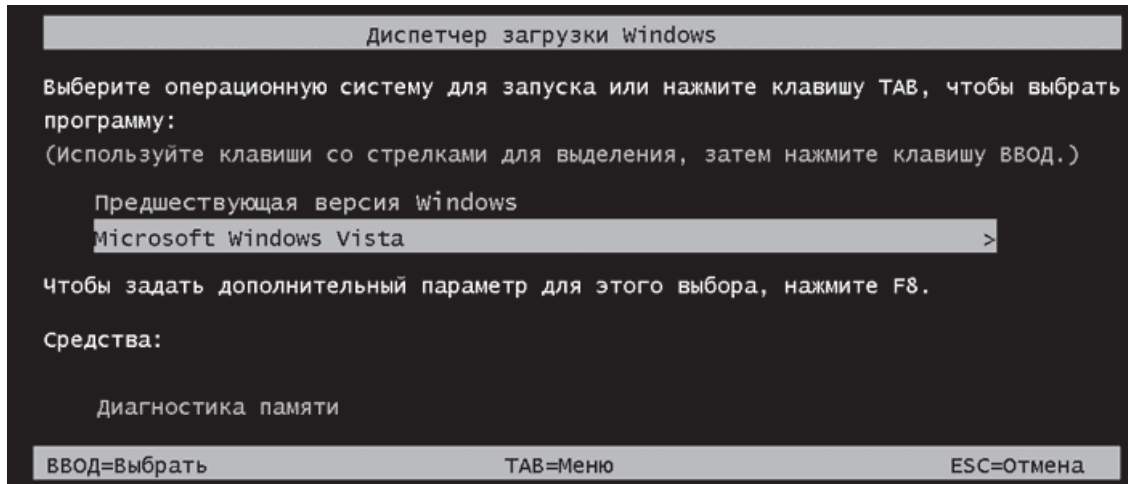 Диспетчер загрузки Windows
Выберите операционную систему для запуска или нажмите клавишу TAB, чтобы выбрать
программу:
(Используйте клавиши со стрелками для выделения, затем нажмите клавишу ВВОД.)
Предшествующая версия Windows
Microsoft Windows Vista >
Чтобы задать дополнительный параметр для этого выбора, нажмите F8.
Средства:
Диагностика памяти
ВВОД=Выбрать TAB=Меню ESC=Отмена